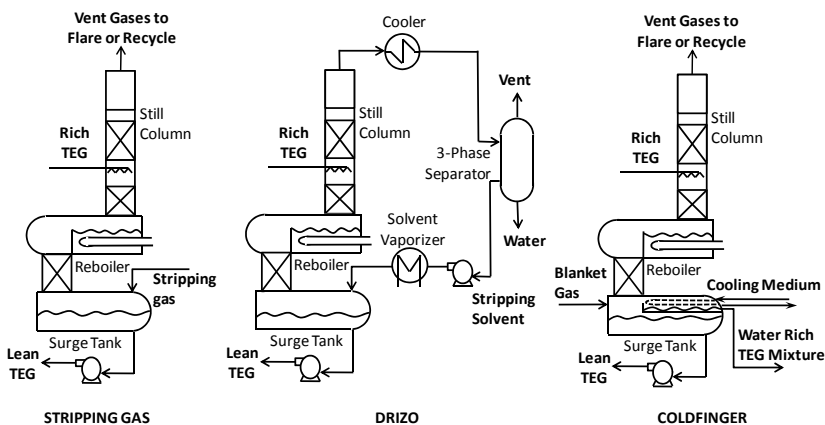 Vent Gases to
Flare or Recycle
Still
Column
Rich
TEG
Reboiler
Stripping
gas
Surge Tank
Lean
TEG
STRIPPING GAS
Cooler
Vent
Still
Column
Rich
TEG
3-Phase
Separator
Solvent
Vaporizer
Water
Reboiler
Stripping
Solvent
Surge Tank
Lean
TEG
DRIZO
Vent Gases to
Flare or Recycle
Still
Column
Rich
TEG
Reboiler
Blanket
Gas
Cooling Medium
Surge Tank
Water Rich
TEG Mixture
Lean
TEG
COLDFINGER